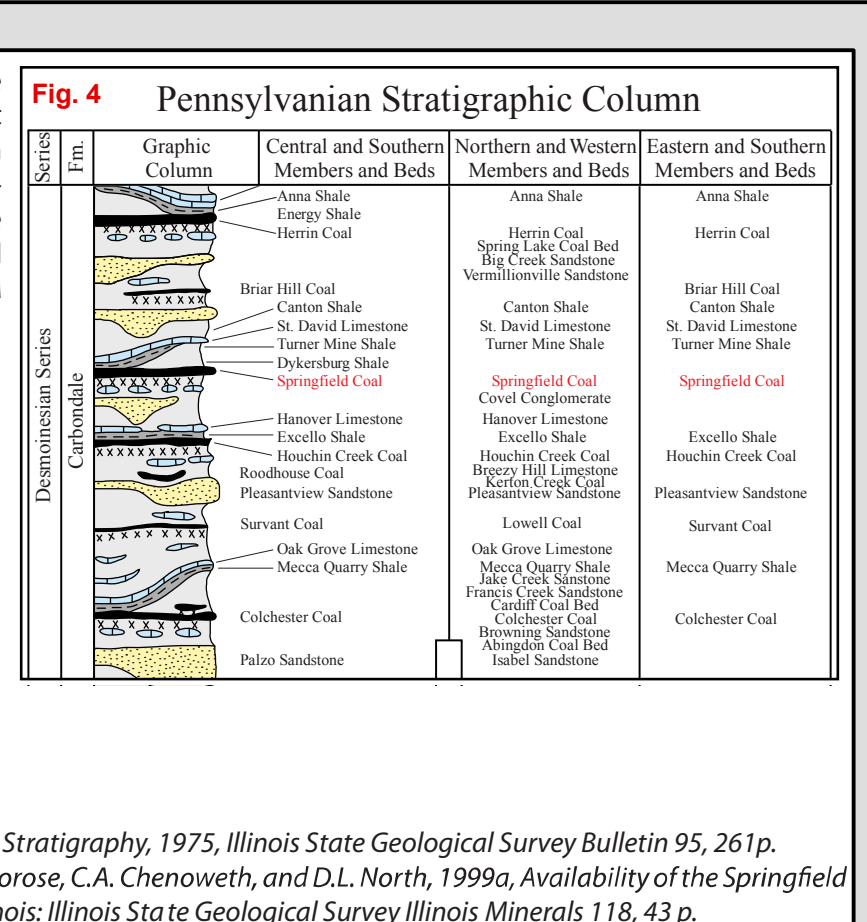 Fig. 4
Pennsylvanian Stratigraphic Column
Series
Fm.
Graphic
Column
Central and Southern
Members and Beds
Northern and Western
Members and Beds
Eastern and Southern
Members and Beds
Desmoinesian Series
Carbondale
Anna Shale
Energy Shale
Herrin Coal
Briar Hill Coal
Canton Shale
St. David Limestone
Turner Mine Shale
Dykersburg Shale
Springfield Coal
Hanover Limestone
Excello Shale
Houchin Creek Coal
Roodhouse Coal
Pleasantview Sandstone
Survant Coal
Oak Grove Limestone
Mecca Quarry Shale
Colchester Coal
Palzo Sandstone
Anna Shale
Herrin Coal
Spring Lake Coal Bed
Big Creek Sandstone
Vermillionville Sandstone
Canton Shale
St. David Limestone
Turner Mine Shale
Springfield Coal
Covel Conglomerate
Hanover Limestone
Excello Shale
Houchin Creek Coal
Breezy Hill Limestone
Kerton Creek Coal
Pleasantview Sandstone
Lowell Coal
Oak Grove Limestone
Mecca Quarry Shale
Jake Creek Sanstone
Francis Creek Sandstone
Cardiff Coal Bed
Colchester Coal
Browning Sandstone
Abingdon Coal Bed
Isabel Sandstone
Anna Shale
Herrin Coal
Briar Hill Coal
Canton Shale
St. David Limestone
Turner Mine Shale
Springfield Coal
Excello Shale
Houchin Creek Coal
Pleasantview Sandstone
Survant Coal
Mecca Quarry Shale
Colchester Coal
Stratigraphy, 1975, Illinois State Geological Survey Bulletin 95, 261p.
orose, C.A. Chenoweth, and D.L. North, 1999a, Availability of the Springfield
nois: Illinois State Geological Survey Illinois Minerals 118, 43 p.